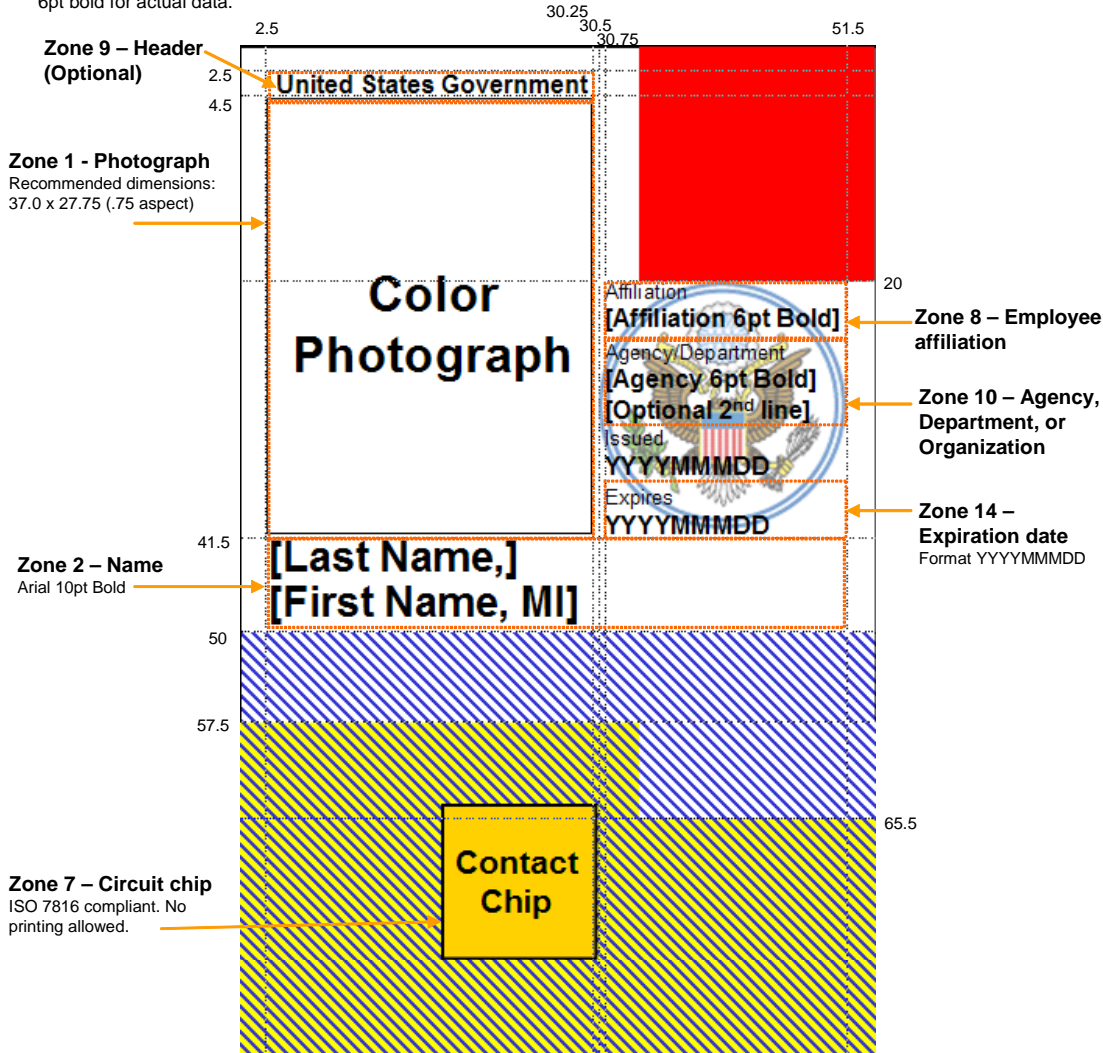 6pt bold for actual data.
30.25
2.5
30.5
30.75
51.5
Zone 9 – Header
(Optional)
2.5
United States Government
4.5
Zone 1 - Photograph
Recommended dimensions:
37.0 x 27.75 (.75 aspect)
Color
Photograph
20
Affiliation
[Affiliation 6pt Bold]
Zone 8 – Employee
affiliation
Agency/Department
[Agency 6pt Bold]
[Optional 2nd line]
Zone 10 – Agency,
Department, or
Organization
Issued
YYYYMMMDD
Expires
YYYYMMMDD
Zone 14 –
Expiration date
Format YYYYMMMDD
41.5
Zone 2 – Name
Arial 10pt Bold
[Last Name,]
[First Name, MI]
50
57.5
65.5
Contact
Chip
Zone 7 – Circuit chip
ISO 7816 compliant. No
printing allowed.